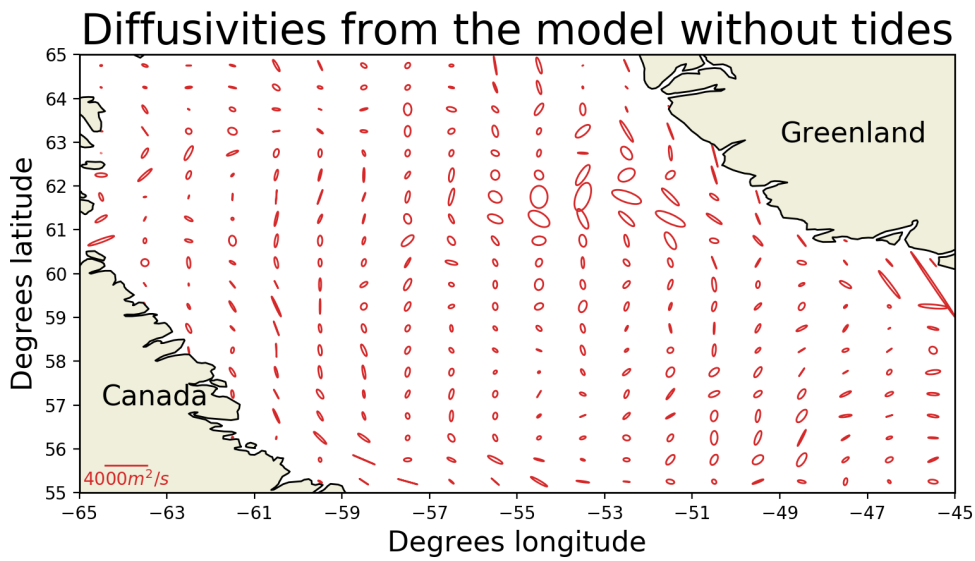 Diffusivities from the model without tides
65
64
63
62
61
60
59
58
57
56
55
Degrees latitude
Greenland
Canada
4000m²/s
−65 −63 −61 −59 −57 −55 −53 −51 −49 −47 −45
Degrees longitude